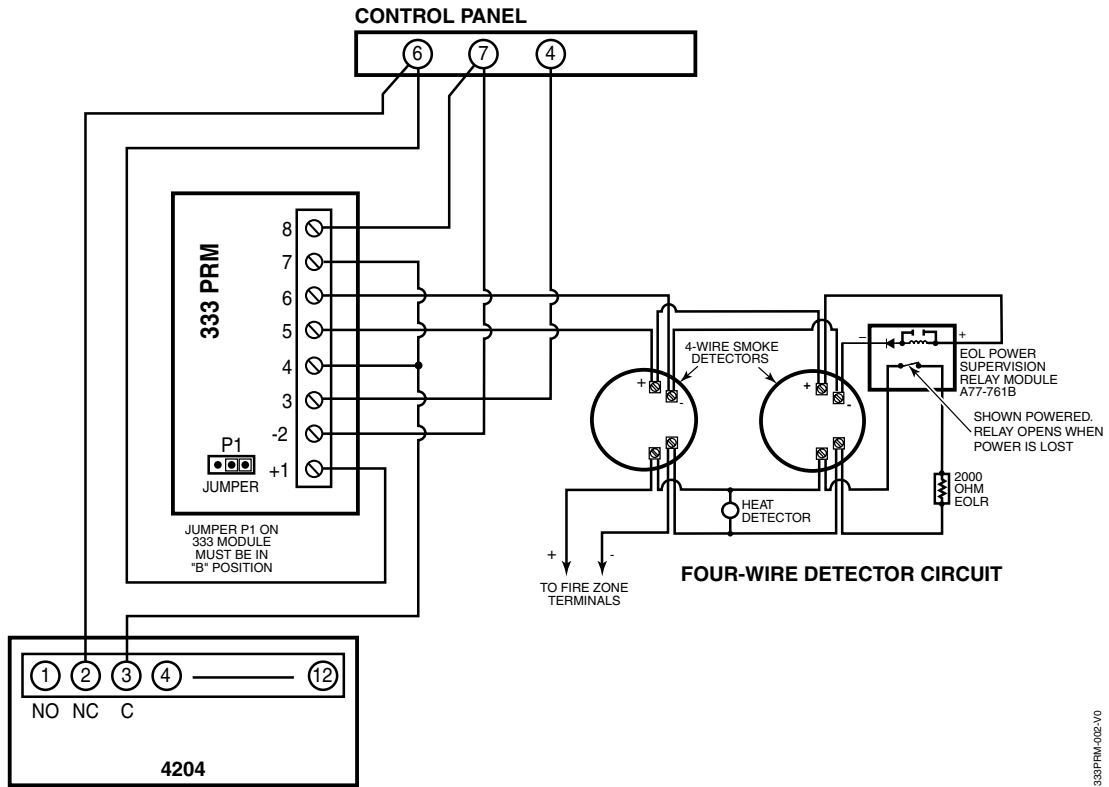 CONTROL PANEL
6
7
4
333 PRM
8
7
6
5
4
3
-2
+1
P1
JUMPER
JUMPER P1 ON
333 MODULE
MUST BE IN
"B" POSITION
4-WIRE SMOKE
DETECTORS
+
-
+
-
–
+
EOL POWER
SUPERVISION
RELAY MODULE
A77-761B
SHOWN POWERED.
RELAY OPENS WHEN
POWER IS LOST
2000
OHM
EOLR
HEAT
DETECTOR
+
-
TO FIRE ZONE
TERMINALS
FOUR-WIRE DETECTOR CIRCUIT
1
2
3
4
12
NO NC C
4204
333PRM-002-V0